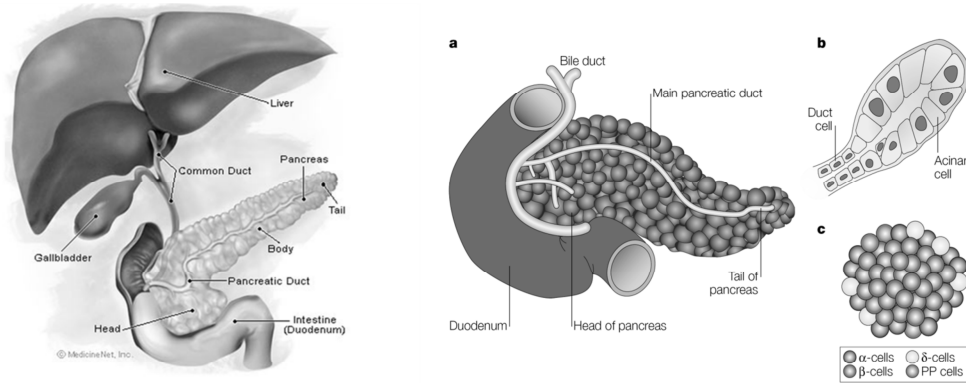 Liver
Common Duct
Pancreas
Tail
Gallbladder
Body
Pancreatic Duct
Head
Intestine
(Duodenum)
© MedicineNet, Inc.
a
Bile duct
Main pancreatic duct
Tail of
pancreas
Duodenum
Head of pancreas
b
Duct
cell
Acinar
cell
c
α-cells
δ-cells
β-cells
PP cells